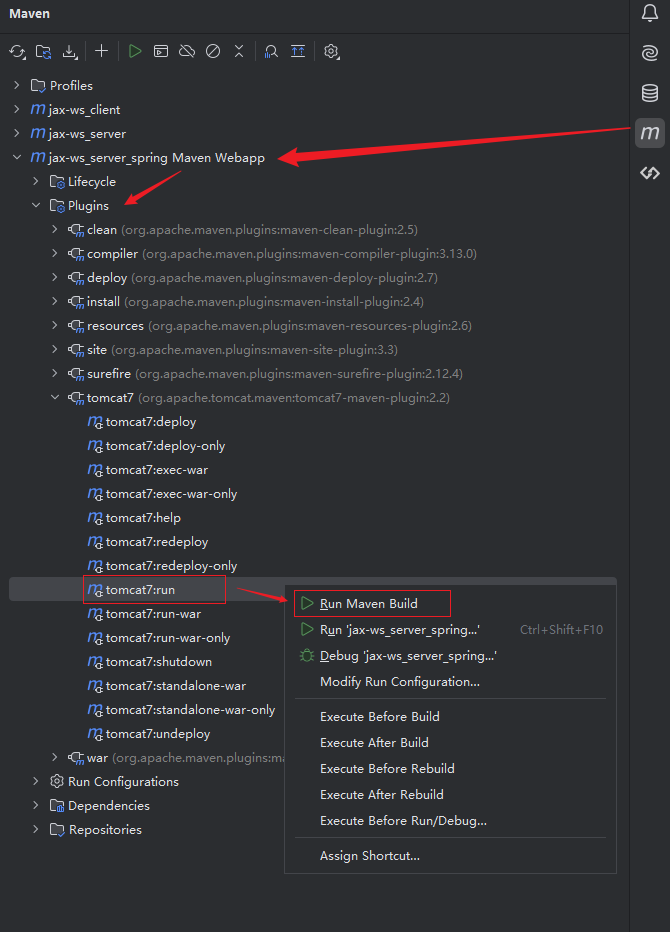 Maven
Profiles
m jax-ws_client
m jax-ws_server
m jax-ws_server_spring Maven Webapp
m
Lifecycle
Plugins
clean (org.apache.maven.plugins:maven-clean-plugin:2.5)
compiler (org.apache.maven.plugins:maven-compiler-plugin:3.13.0)
deploy (org.apache.maven.plugins:maven-deploy-plugin:2.7)
install (org.apache.maven.plugins:maven-install-plugin:2.4)
resources (org.apache.maven.plugins:maven-resources-plugin:2.6)
site (org.apache.maven.plugins:maven-site-plugin:3.3)
surefire (org.apache.maven.plugins:maven-surefire-plugin:2.12.4)
tomcat7 (org.apache.tomcat.maven:tomcat7-maven-plugin:2.2)
tomcat7:deploy
tomcat7:deploy-only
tomcat7:exec-war
tomcat7:exec-war-only
tomcat7:help
tomcat7:redeploy
tomcat7:redeploy-only
tomcat7:run
tomcat7:run-war
tomcat7:run-war-only
tomcat7:shutdown
tomcat7:standalone-war
tomcat7:standalone-war-only
tomcat7:undeploy
war (org.apache.maven.plugins:ma
Run Configurations
Dependencies
Repositories
Run Maven Build
Run 'jax-ws_server_spring...' Ctrl+Shift+F10
Debug 'jax-ws_server_spring...'
Modify Run Configuration...
Execute Before Build
Execute After Build
Execute Before Rebuild
Execute After Rebuild
Execute Before Run/Debug...
Assign Shortcut...